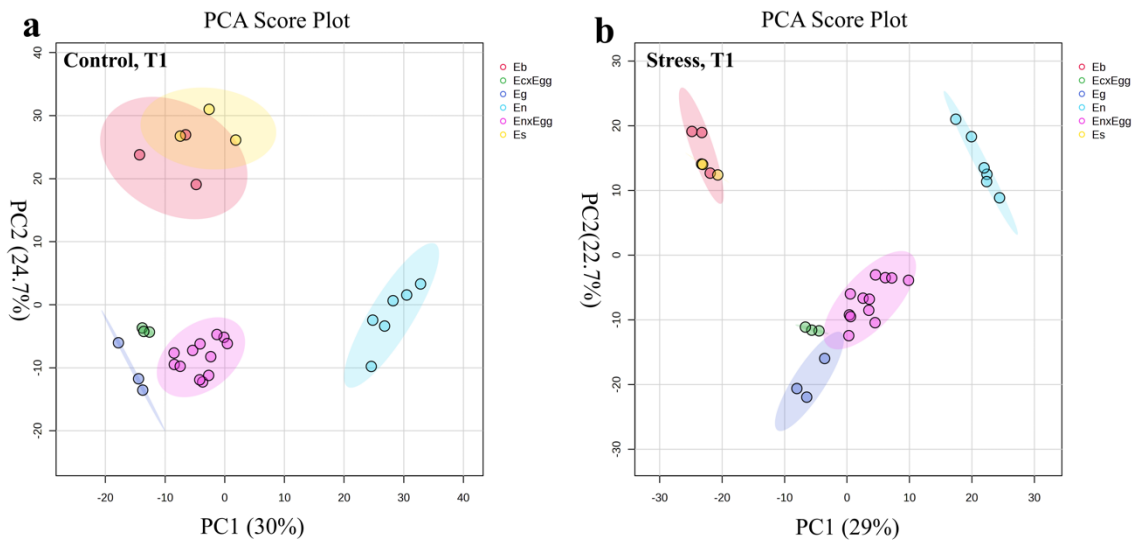 a
PCA Score Plot
Control, T1
PC2 (24.7%)
40
30
20
10
0
-10
-20
-20
-10
0
10
20
30
40
PC1 (30%)
Eb
EcxEgg
Eg
En
EnxEgg
Es
b
PCA Score Plot
Stress, T1
PC2(22.7%)
30
20
10
0
-10
-20
-30
-30
-20
-10
0
10
20
30
PC1 (29%)
Eb
EcxEgg
Eg
En
EnxEgg
Es